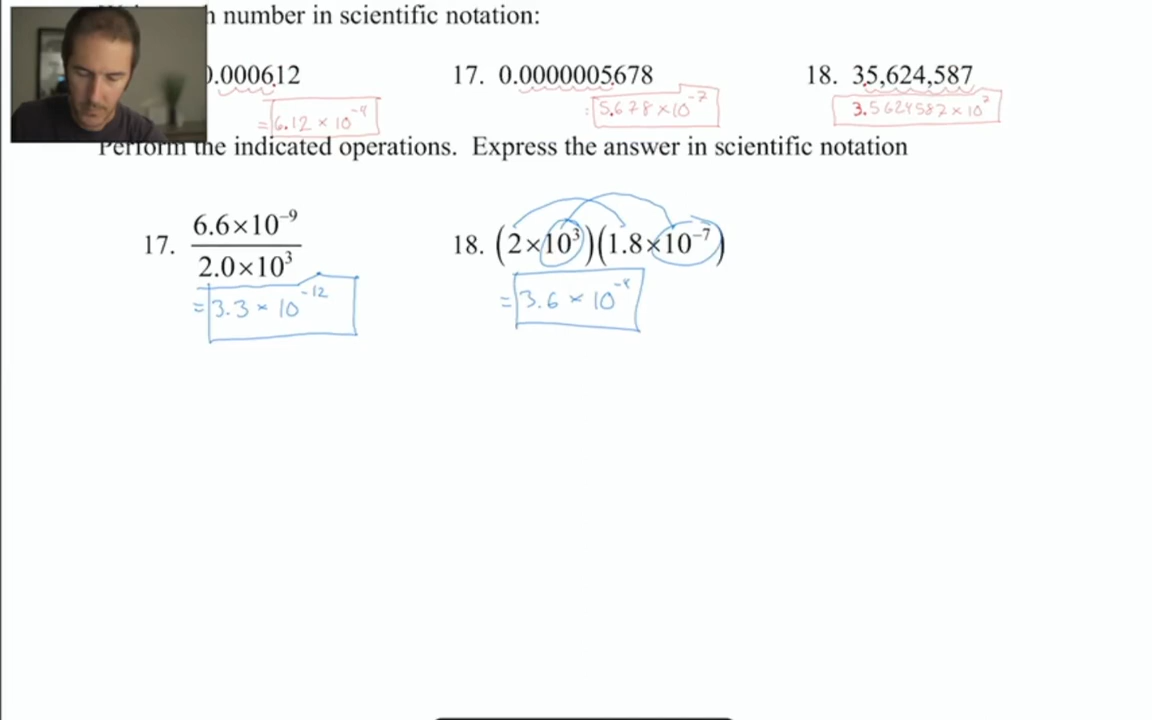 h number in scientific notation:
0.000612 17. 0.0000005678 18. 35,624,587
= 6.12 × 10⁻⁴ = 5.678 × 10⁻⁷ 3.5624587 × 10⁷
Perform the indicated operations. Express the answer in scientific notation
17. 6.6×10⁻⁹ / 2.0×10³ 18. (2×10³)(1.8×10⁻⁷)
= 3.3 × 10⁻¹² = 3.6 × 10⁻⁴